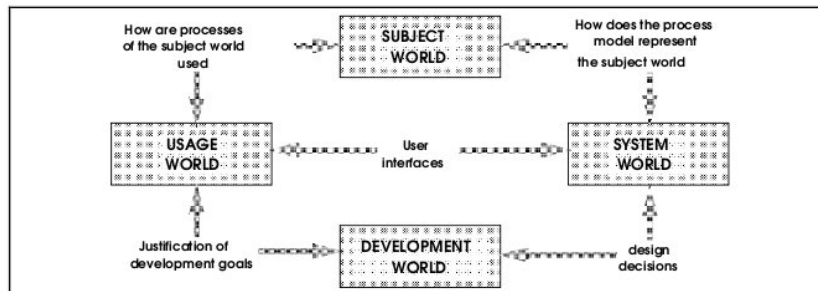 How are processes
of the subject world
used
SUBJECT
WORLD
How does the process
model represent
the subject world
USAGE
WORLD
User
interfaces
SYSTEM
WORLD
Justification of
development goals
DEVELOPMENT
WORLD
design
decisions